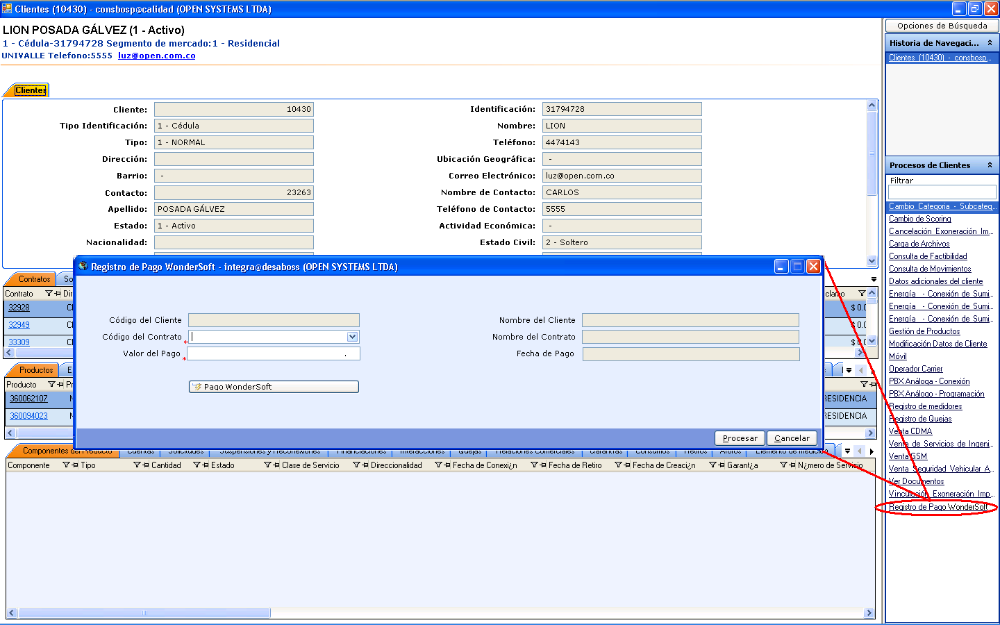 Clientes (10430) - consbosp@calidad (OPEN SYSTEMS LTDA)
LION POSADA GÁLVEZ (1 - Activo)
1 - Cédula-31794728 Segmento de mercado:1 - Residencial
UNIVALLE Telefono:5555 luz@open.com.co
Clientes
Cliente: 10430 Identificación: 31794728
Tipo Identificación: 1 - Cédula Nombre: LION
Tipo: 1 - NORMAL Teléfono: 4474143
Dirección: Ubicación Geográfica: -
Barrio: - Correo Electrónico: luz@open.com.co
Contacto: 23263 Nombre de Contacto: CARLOS
Apellido: POSADA GÁLVEZ Teléfono de Contacto: 5555
Estado: 1 - Activo Actividad Económica: -
Nacionalidad: Estado Civil: 2 - Soltero
Contratos So
Contrato Di clamo
32928 Cl $ 0.0
32949 Cl $ 0.0
33309 Cl $ 0.0
Productos E
Producto Pr
360062107 RESIDENCIA
360094023 RESIDENCIA
Registro de Pago WonderSoft - integra@desaboss (OPEN SYSTEMS LTDA)
Código del Cliente Nombre del Cliente
Código del Contrato * Nombre del Contrato
Valor del Pago * . Fecha de Pago
Pago WonderSoft
Procesar Cancelar
Componentes del Producto Cuentas Solicitudes Suspensiones y Reconexiones Financiaciones Interacciones Quejas Relaciones Comerciales Garantías Consumos Retiros Aforos Elemento de medición
Componente Tipo Cantidad Estado Clase de Servicio Direccionalidad Fecha de Conexi¿n Fecha de Retiro Fecha de Creaci¿n Garant¿a N¿mero de Servicio
Opciones de Búsqueda
Historia de Navegaci...
Clientes (10430) - consbosp...
Procesos de Clientes
Filtrar
Cambio Categoria - Subcateg...
Cambio de Scoring
Cancelación Exoneración Im...
Carga de Archivos
Consulta de Factibilidad
Consulta de Movimientos
Datos adicionales del cliente
Energía - Conexión de Sumi...
Energía - Conexión de Sumi...
Energía - Conexión de Sumi...
Gestión de Productos
Modificación Datos de Cliente
Móvil
Operador Carrier
PBX Análoga - Conexión
PBX Análogo - Programación
Registro de medidores
Registro de Quejas
Venta CDMA
Venta de Servicios de Ingeni...
Venta GSM
Venta Seguridad Vehicular A...
Ver Documentos
Vinculación Exoneración Imp...
Registro de Pago WonderSoft